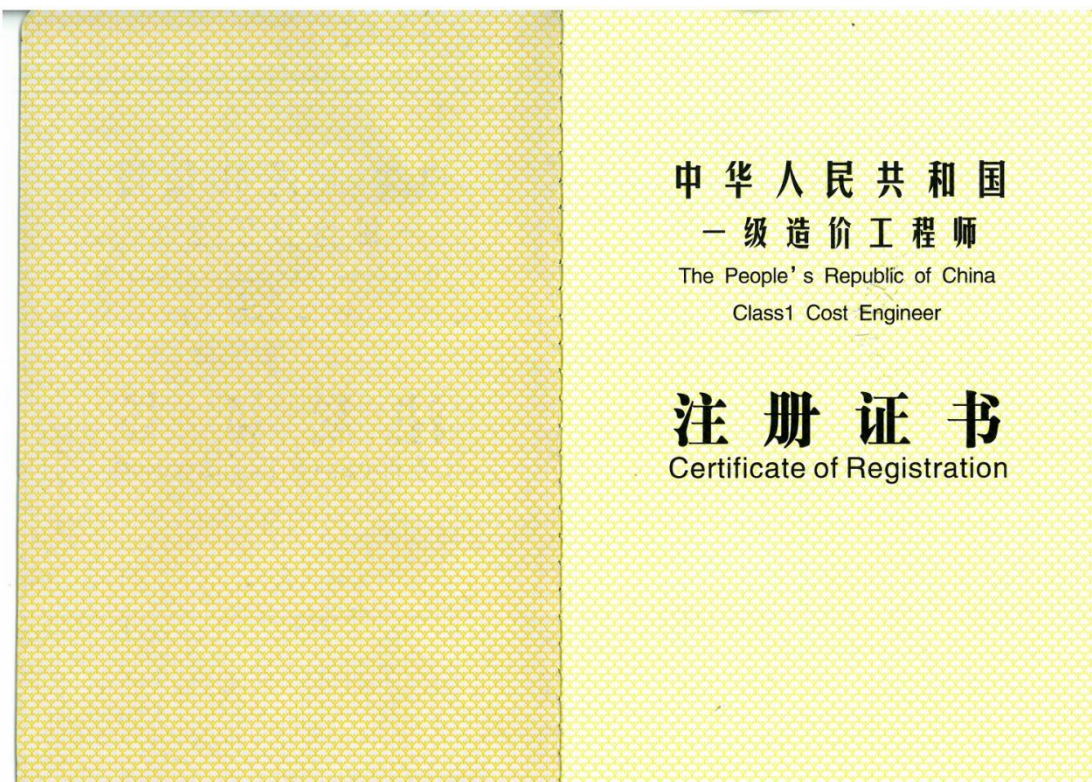 中华人民共和国
一级造价工程师
The People's Republic of China
Class1 Cost Engineer
注册证书
Certificate of Registration